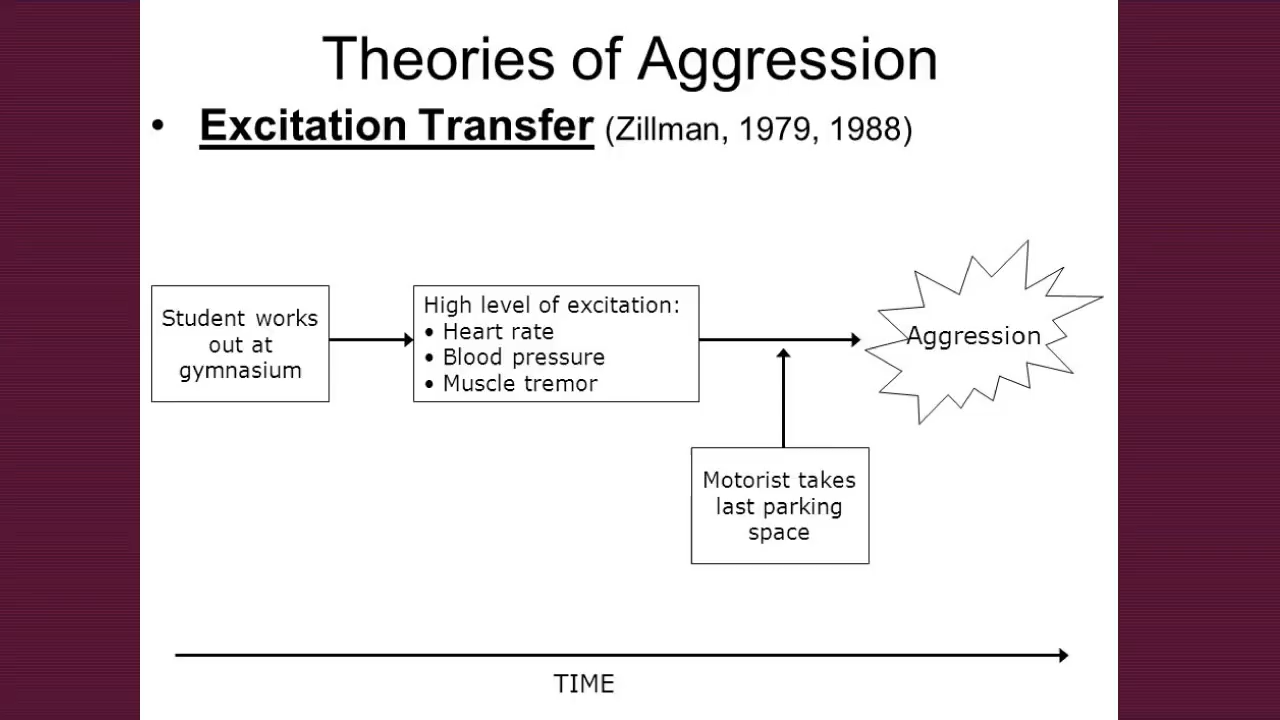 Theories of Aggression
• Excitation Transfer (Zillman, 1979, 1988)
Student works
out at
gymnasium
High level of excitation:
• Heart rate
• Blood pressure
• Muscle tremor
Aggression
Motorist takes
last parking
space
TIME